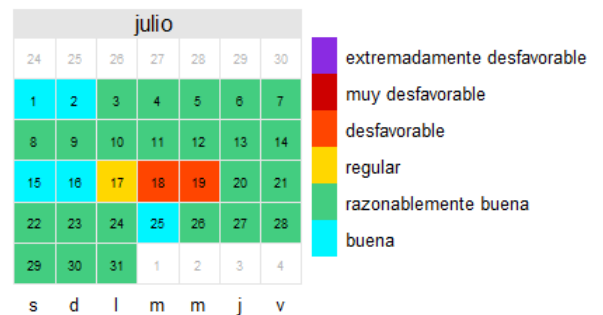 julio
24 25 26 27 28 29 30
1 2 3 4 5 6 7
8 9 10 11 12 13 14
15 16 17 18 19 20 21
22 23 24 25 26 27 28
29 30 31 1 2 3 4
s d l m m j v
extremadamente desfavorable
muy desfavorable
desfavorable
regular
razonablemente buena
buena